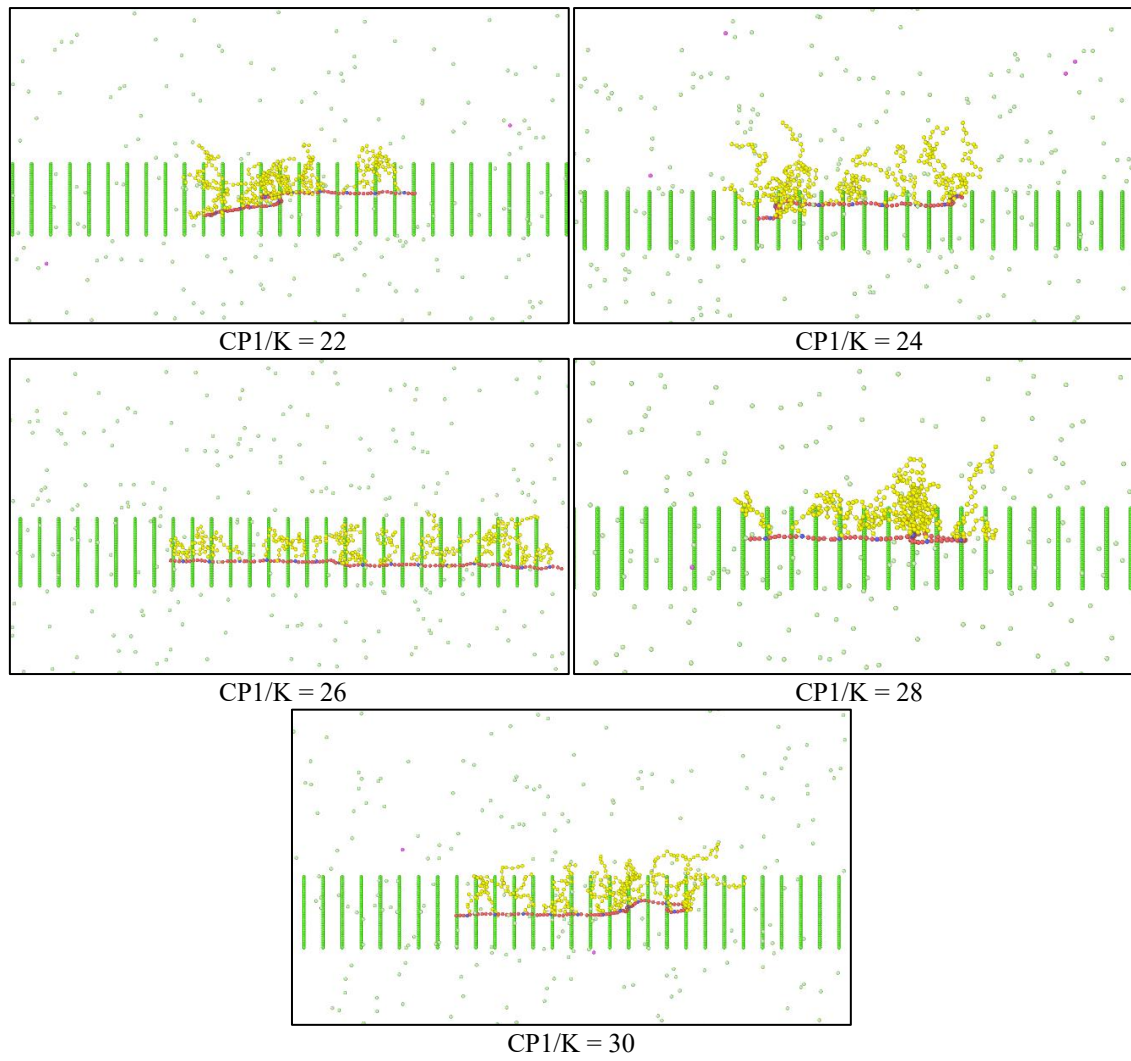 CP1/K = 22
CP1/K = 24
CP1/K = 26
CP1/K = 28
CP1/K = 30